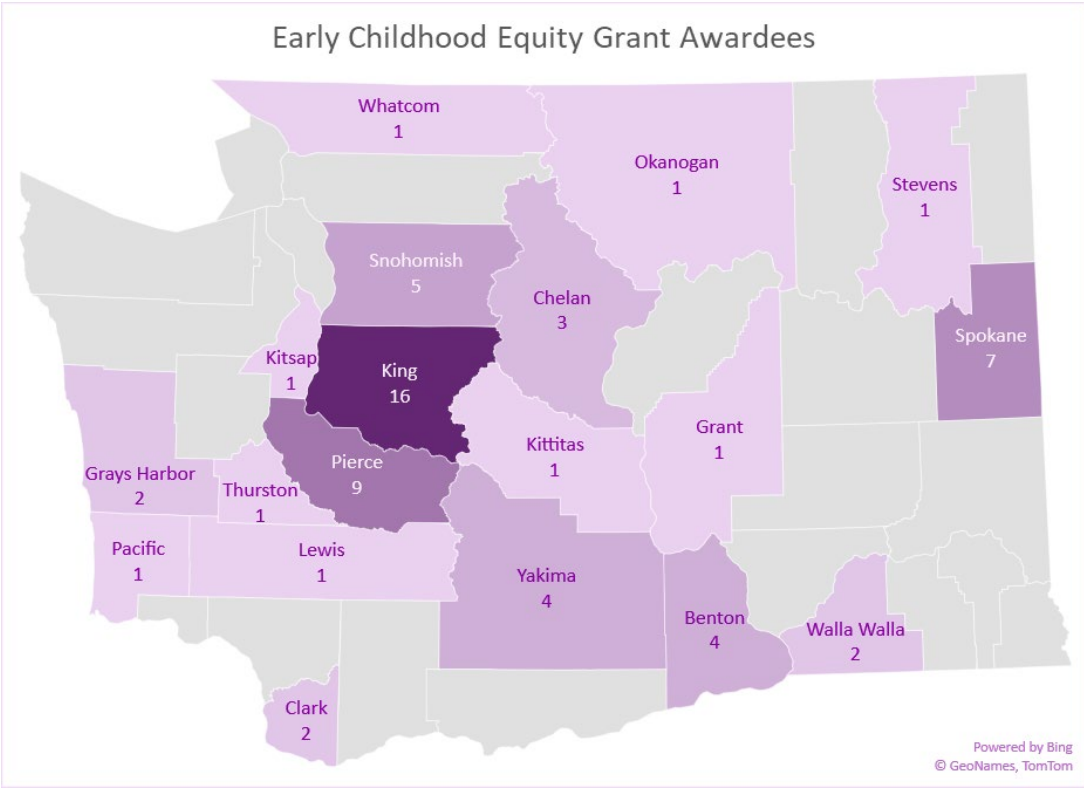 Early Childhood Equity Grant Awardees
Whatcom
1
Okanogan
1
Stevens
1
Snohomish
5
Chelan
3
Spokane
7
Kitsap
1
King
16
Grant
1
Kittitas
1
Pierce
9
Grays Harbor
2
Thurston
1
Pacific
1
Lewis
1
Yakima
4
Benton
4
Walla Walla
2
Clark
2
Powered by Bing
© GeoNames, TomTom